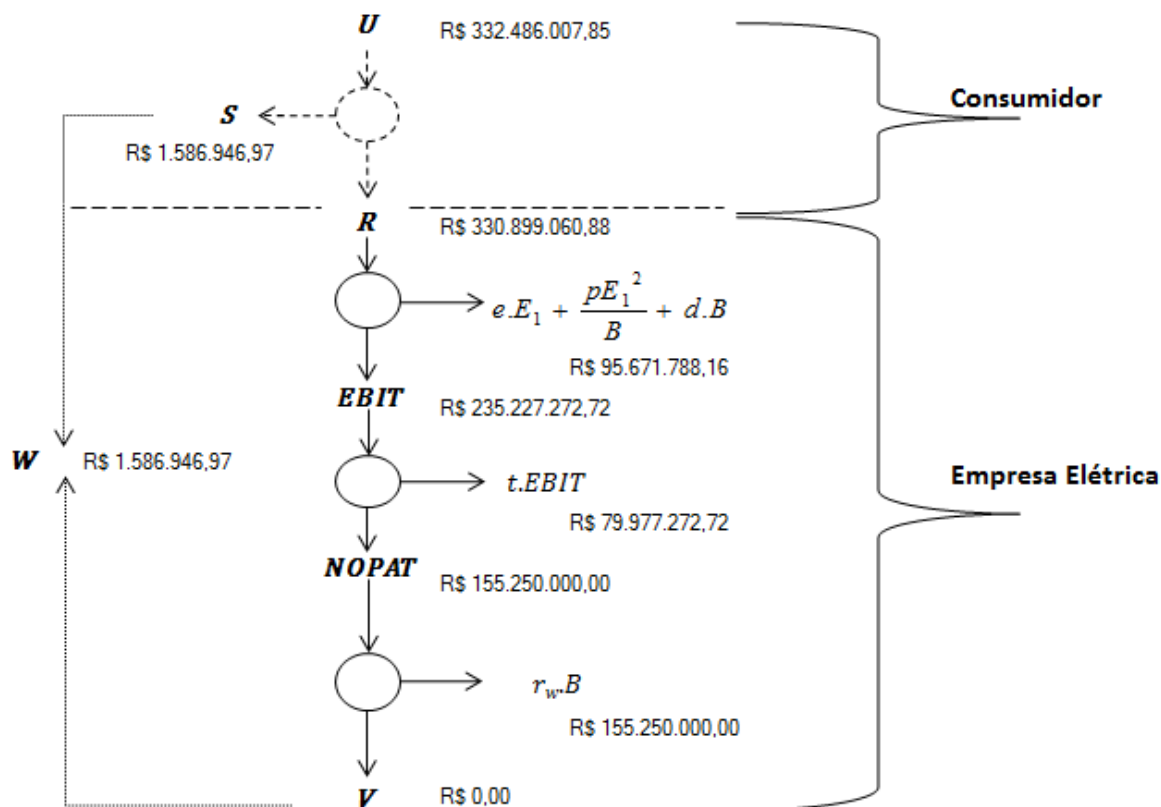 U R$ 332.486.007,85
Consumidor
S
R$ 1.586.946,97
R R$ 330.899.060,88
e.E₁ + pE₁²/B + d.B
R$ 95.671.788,16
EBIT R$ 235.227.272,72
W R$ 1.586.946,97
t.EBIT
Empresa Elétrica
R$ 79.977.272,72
NOPAT R$ 155.250.000,00
r_w.B
R$ 155.250.000,00
V R$ 0,00